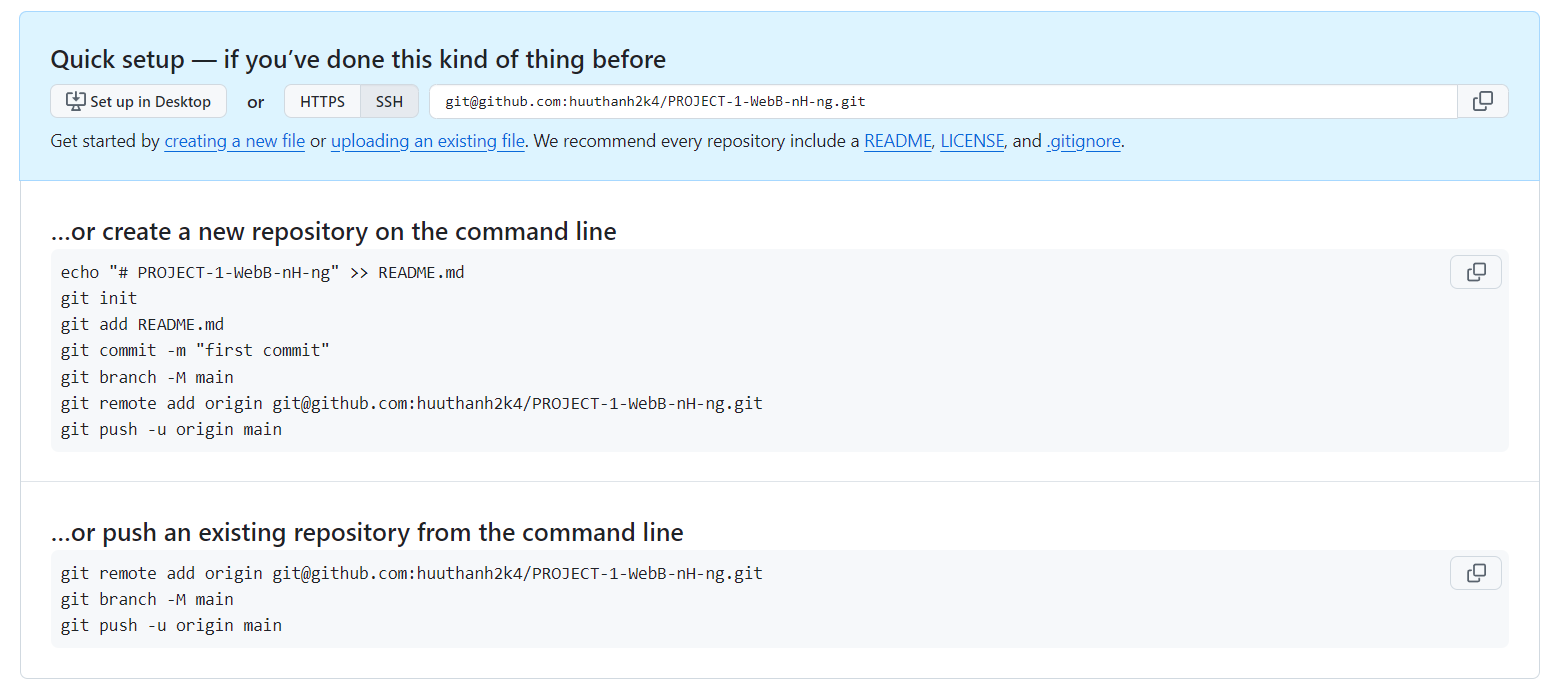 Quick setup — if you’ve done this kind of thing before
Set up in Desktop or HTTPS SSH git@github.com:huuthanh2k4/PROJECT-1-WebB-nH-ng.git
Get started by creating a new file or uploading an existing file. We recommend every repository include a README, LICENSE, and .gitignore.
…or create a new repository on the command line
echo "# PROJECT-1-WebB-nH-ng" >> README.md
git init
git add README.md
git commit -m "first commit"
git branch -M main
git remote add origin git@github.com:huuthanh2k4/PROJECT-1-WebB-nH-ng.git
git push -u origin main
…or push an existing repository from the command line
git remote add origin git@github.com:huuthanh2k4/PROJECT-1-WebB-nH-ng.git
git branch -M main
git push -u origin main